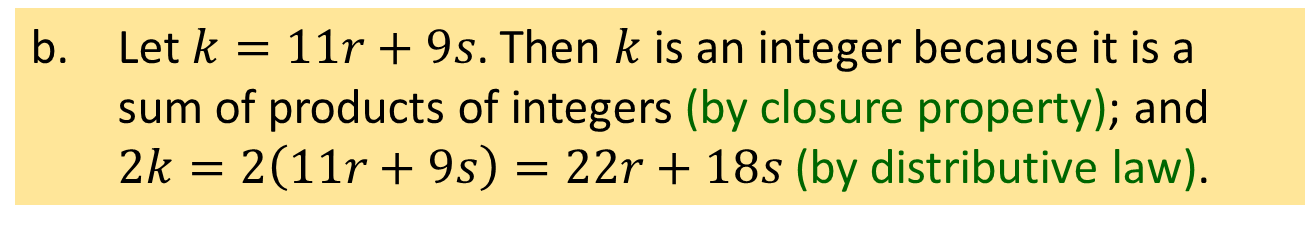 b. Let k = 11r + 9s. Then k is an integer because it is a
sum of products of integers (by closure property); and
2k = 2(11r + 9s) = 22r + 18s (by distributive law).